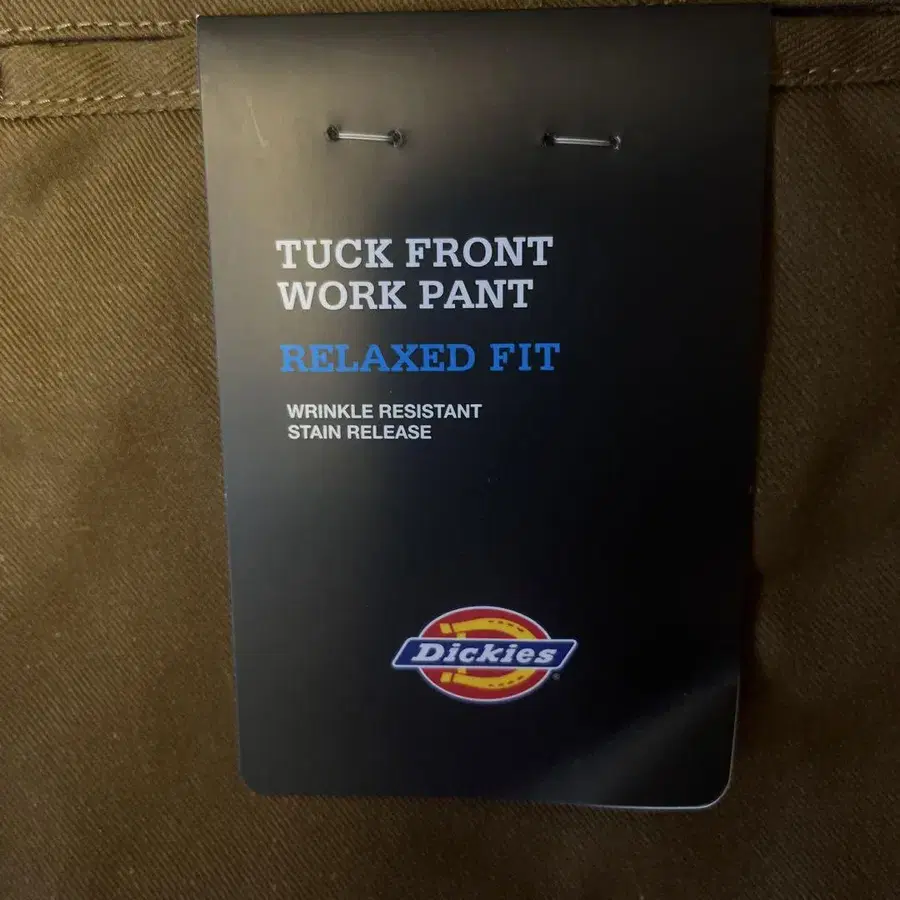 TUCK FRONT
WORK PANT
RELAXED FIT
WRINKLE RESISTANT
STAIN RELEASE
Dickies